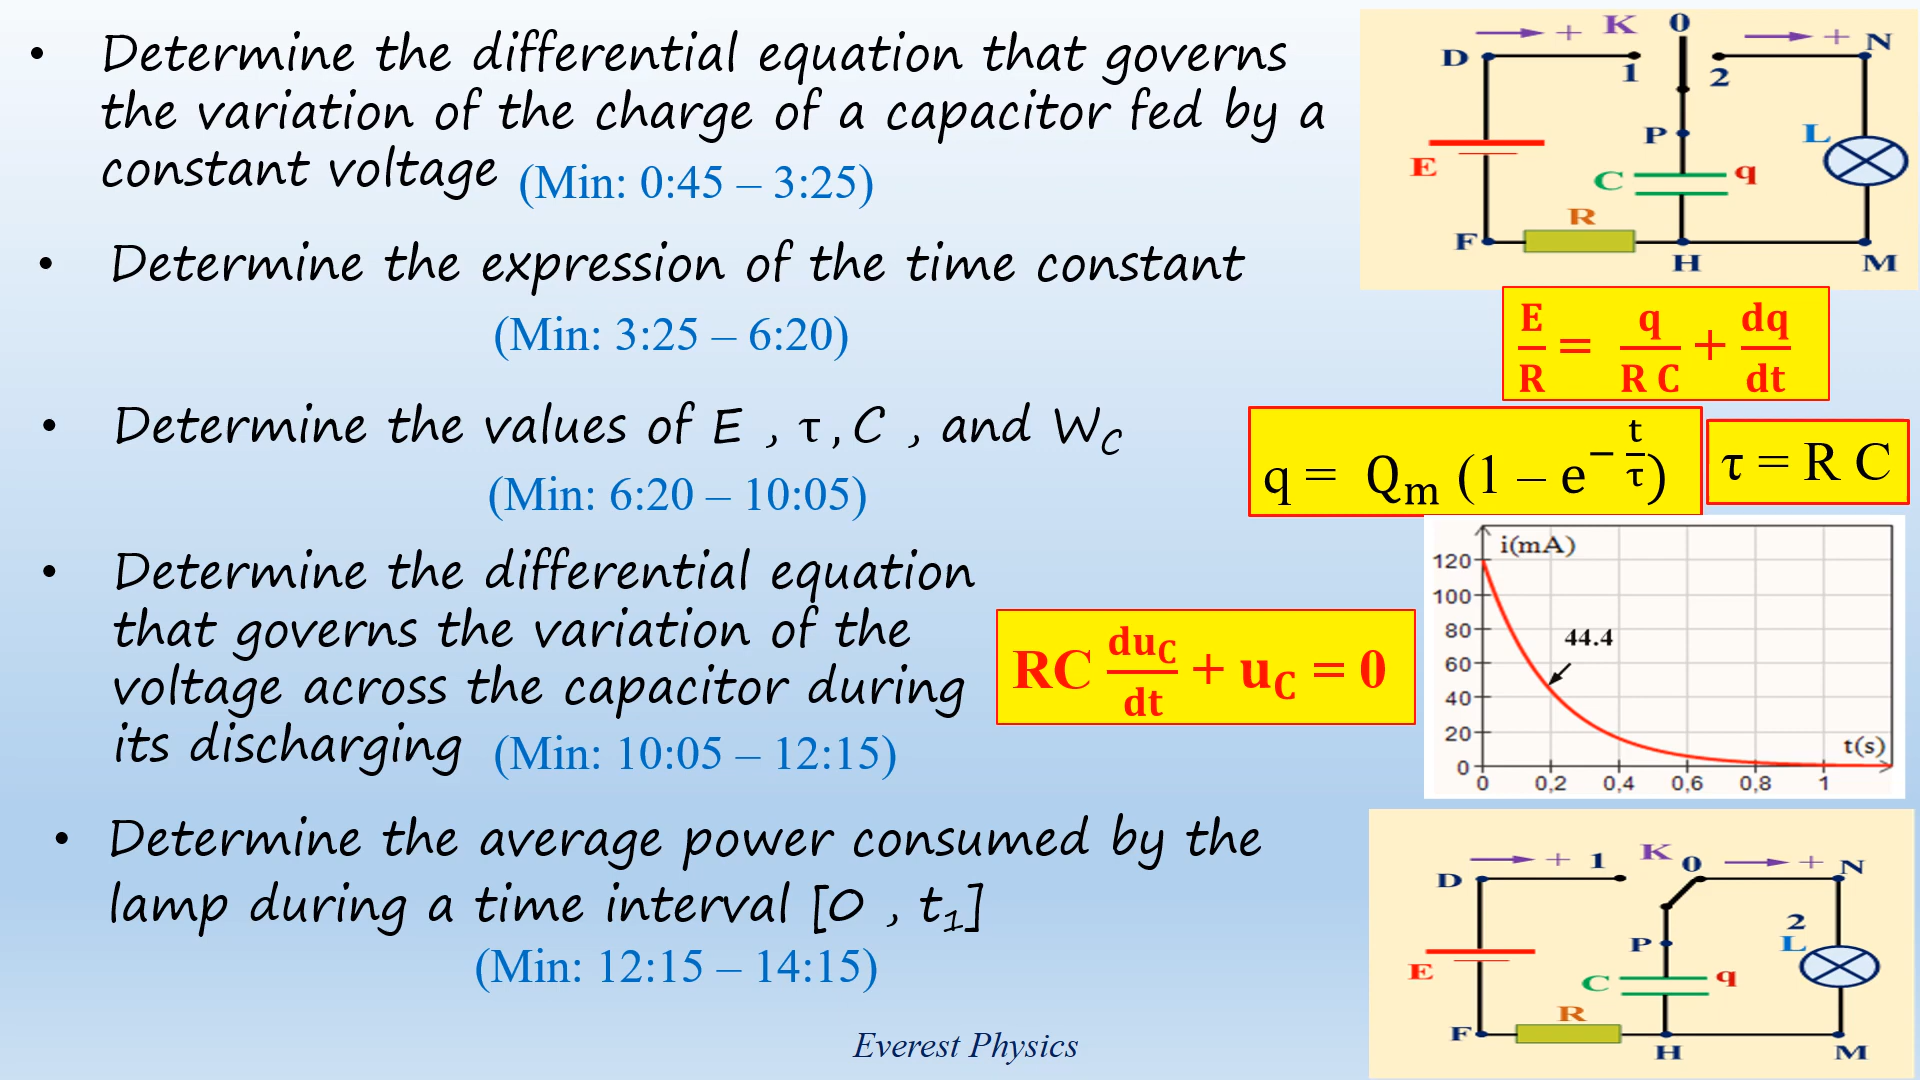 • Determine the differential equation that governs
the variation of the charge of a capacitor fed by a
constant voltage (Min: 0:45 – 3:25)
• Determine the expression of the time constant
(Min: 3:25 – 6:20)
• Determine the values of E , τ , C , and W_C
(Min: 6:20 – 10:05)
• Determine the differential equation
that governs the variation of the
voltage across the capacitor during
its discharging (Min: 10:05 – 12:15)
• Determine the average power consumed by the
lamp during a time interval [0 , t₁]
(Min: 12:15 – 14:15)
Everest Physics
+ K 0 + N
D 1 2
P L
E C q
R
F H M
E/R = q/(R C) + dq/dt
q = Q_m (1 – e^(– t/τ))
τ = R C
RC du_C/dt + u_C = 0
i(mA)
120
100
80
60
40
20
0
44.4
t(s)
0 0,2 0,4 0,6 0,8 1
+ 1 K 0 + N
D
2
P L
E C q
R
F H M